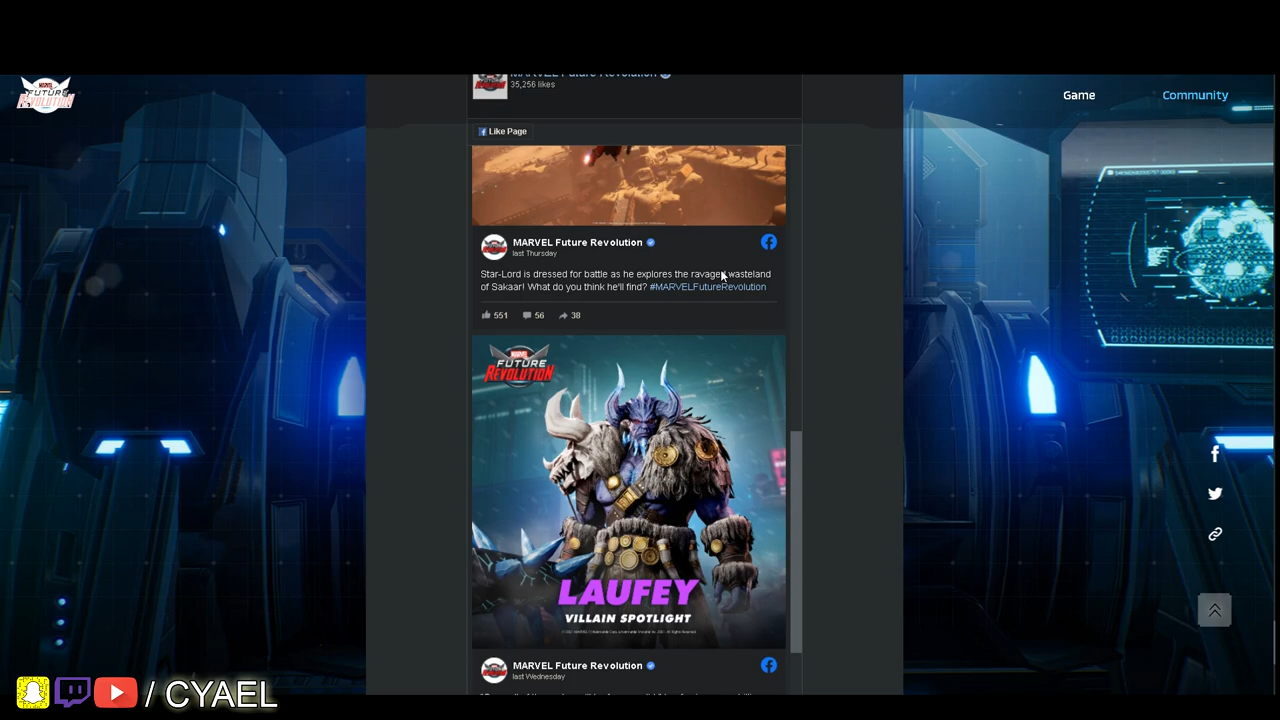 MARVEL
FUTURE
REVOLUTION
Game
Community
MARVEL Future Revolution
35,256 likes
Like Page
MARVEL Future Revolution
last Thursday
Star-Lord is dressed for battle as he explores the ravaged wasteland
of Sakaar! What do you think he'll find? #MARVELFutureRevolution
551
56
38
MARVEL
FUTURE
REVOLUTION
LAUFEY
VILLAIN SPOTLIGHT
MARVEL Future Revolution
last Wednesday
/ CYAEL